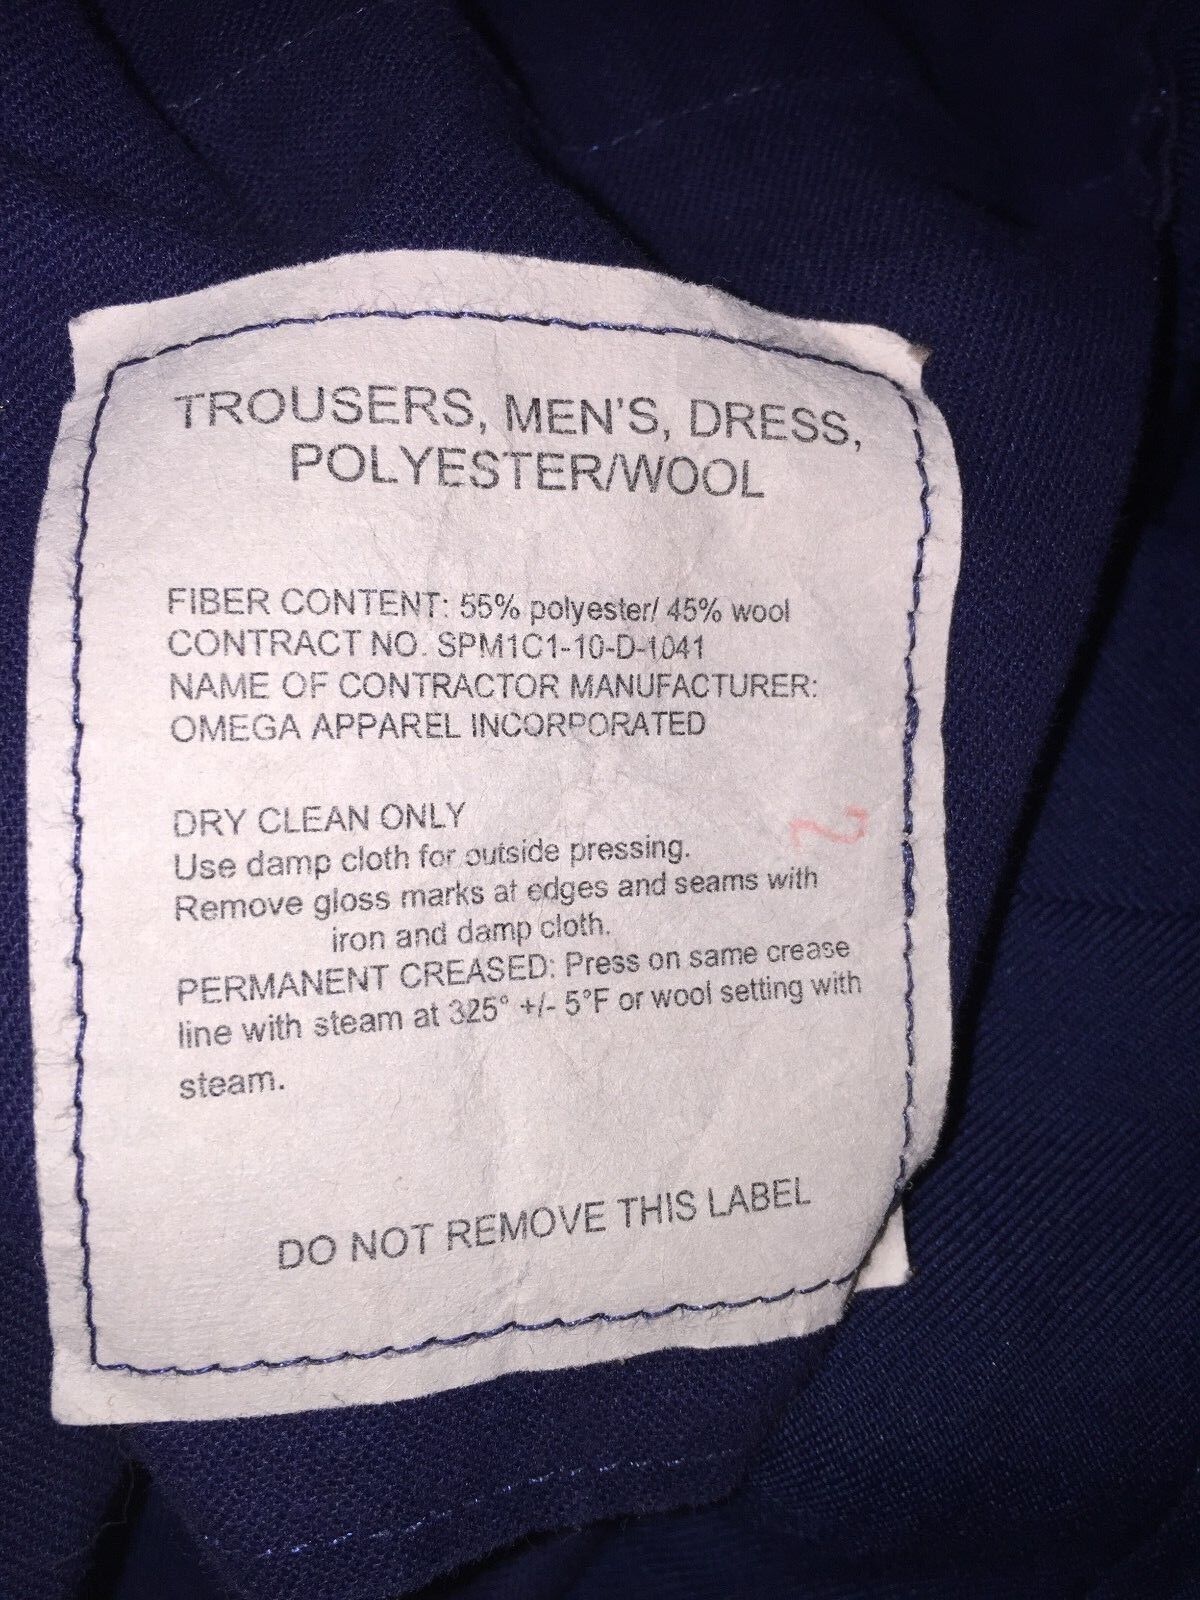 TROUSERS, MEN'S, DRESS,
POLYESTER/WOOL
FIBER CONTENT: 55% polyester/ 45% wool
CONTRACT NO. SPM1C1-10-D-1041
NAME OF CONTRACTOR MANUFACTURER:
OMEGA APPAREL INCORPORATED
DRY CLEAN ONLY
Use damp cloth for outside pressing.
2
Remove gloss marks at edges and seams with
iron and damp cloth.
PERMANENT CREASED: Press on same crease
line with steam at 325° +/- 5°F or wool setting with
steam.
DO NOT REMOVE THIS LABEL